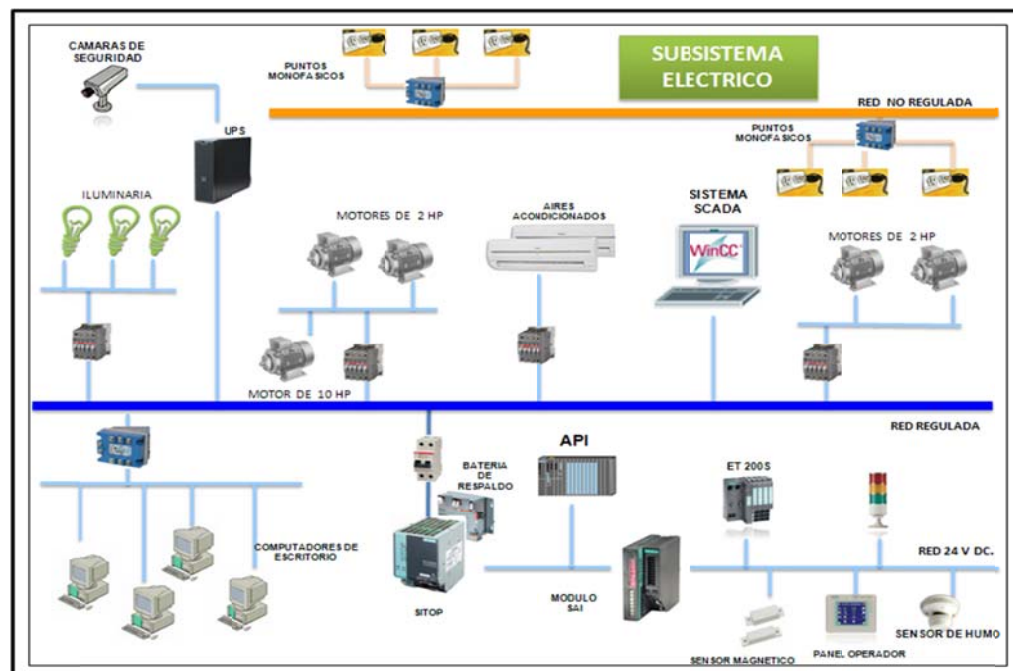 CAMARAS DE
SEGURIDAD
PUNTOS
MONOFASICOS
SUBSISTEMA
ELECTRICO
RED NO REGULADA
UPS
PUNTOS
MONOFASICOS
ILUMINARIA
MOTORES DE 2 HP
AIRES
ACONDICIONADOS
SISTEMA
SCADA
WinCC
MOTORES DE 2 HP
MOTOR DE 10 HP
RED REGULADA
API
BATERIA
DE
RESPALDO
ET 200S
COMPUTADORES DE
ESCRITORIO
RED 24 V DC.
SITOP
MODULO
SAI
SENSOR MAGNETICO
PANEL OPERADOR
SENSOR DE HUM0